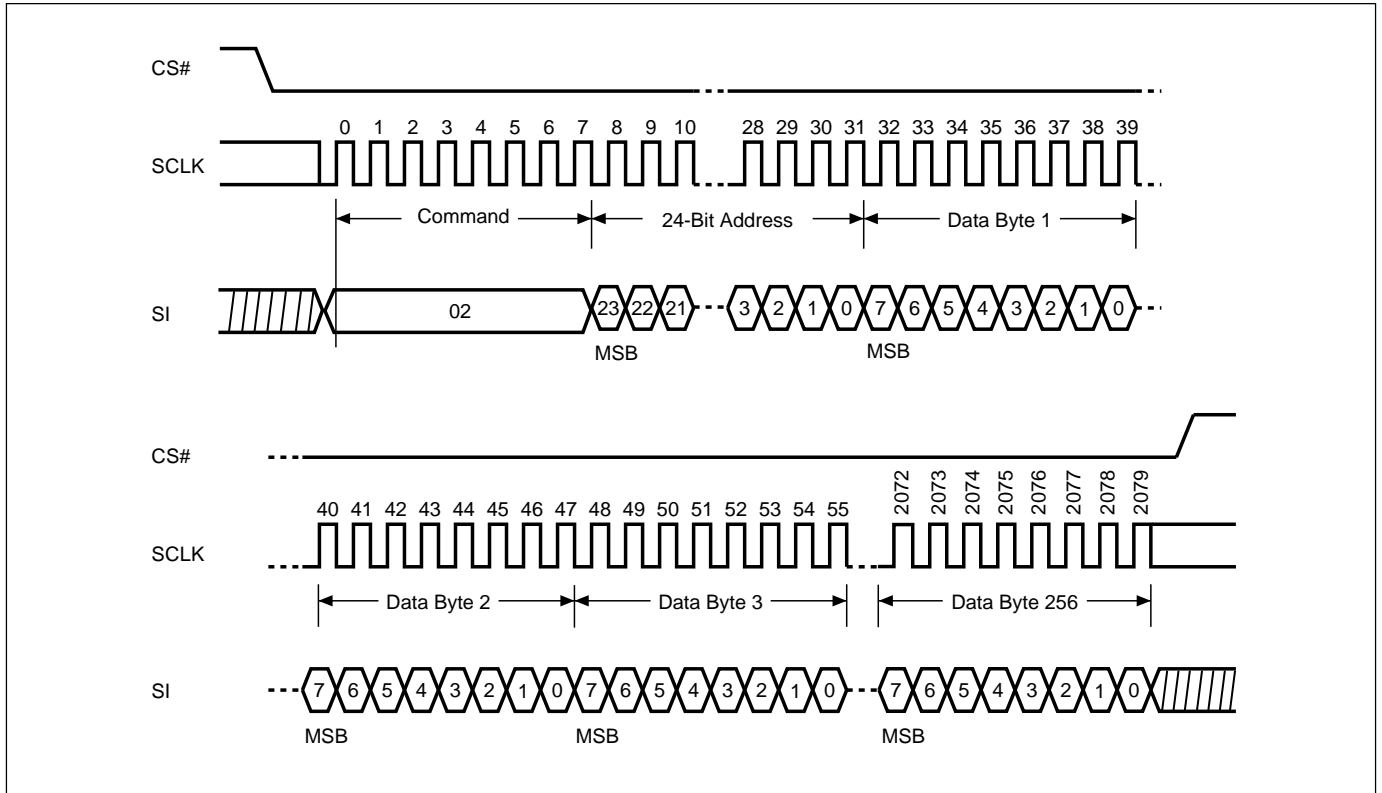 CS#
0 1 2 3 4 5 6 7 8 9 10 28 29 30 31 32 33 34 35 36 37 38 39
SCLK
Command 24-Bit Address Data Byte 1
SI 02 23 22 21 3 2 1 0 7 6 5 4 3 2 1 0
MSB MSB
CS#
2072 2073 2074 2075 2076 2077 2078 2079
40 41 42 43 44 45 46 47 48 49 50 51 52 53 54 55
SCLK
Data Byte 2 Data Byte 3 Data Byte 256
SI 7 6 5 4 3 2 1 0 7 6 5 4 3 2 1 0 7 6 5 4 3 2 1 0
MSB MSB MSB